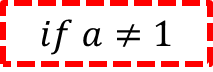 if a ≠ 1